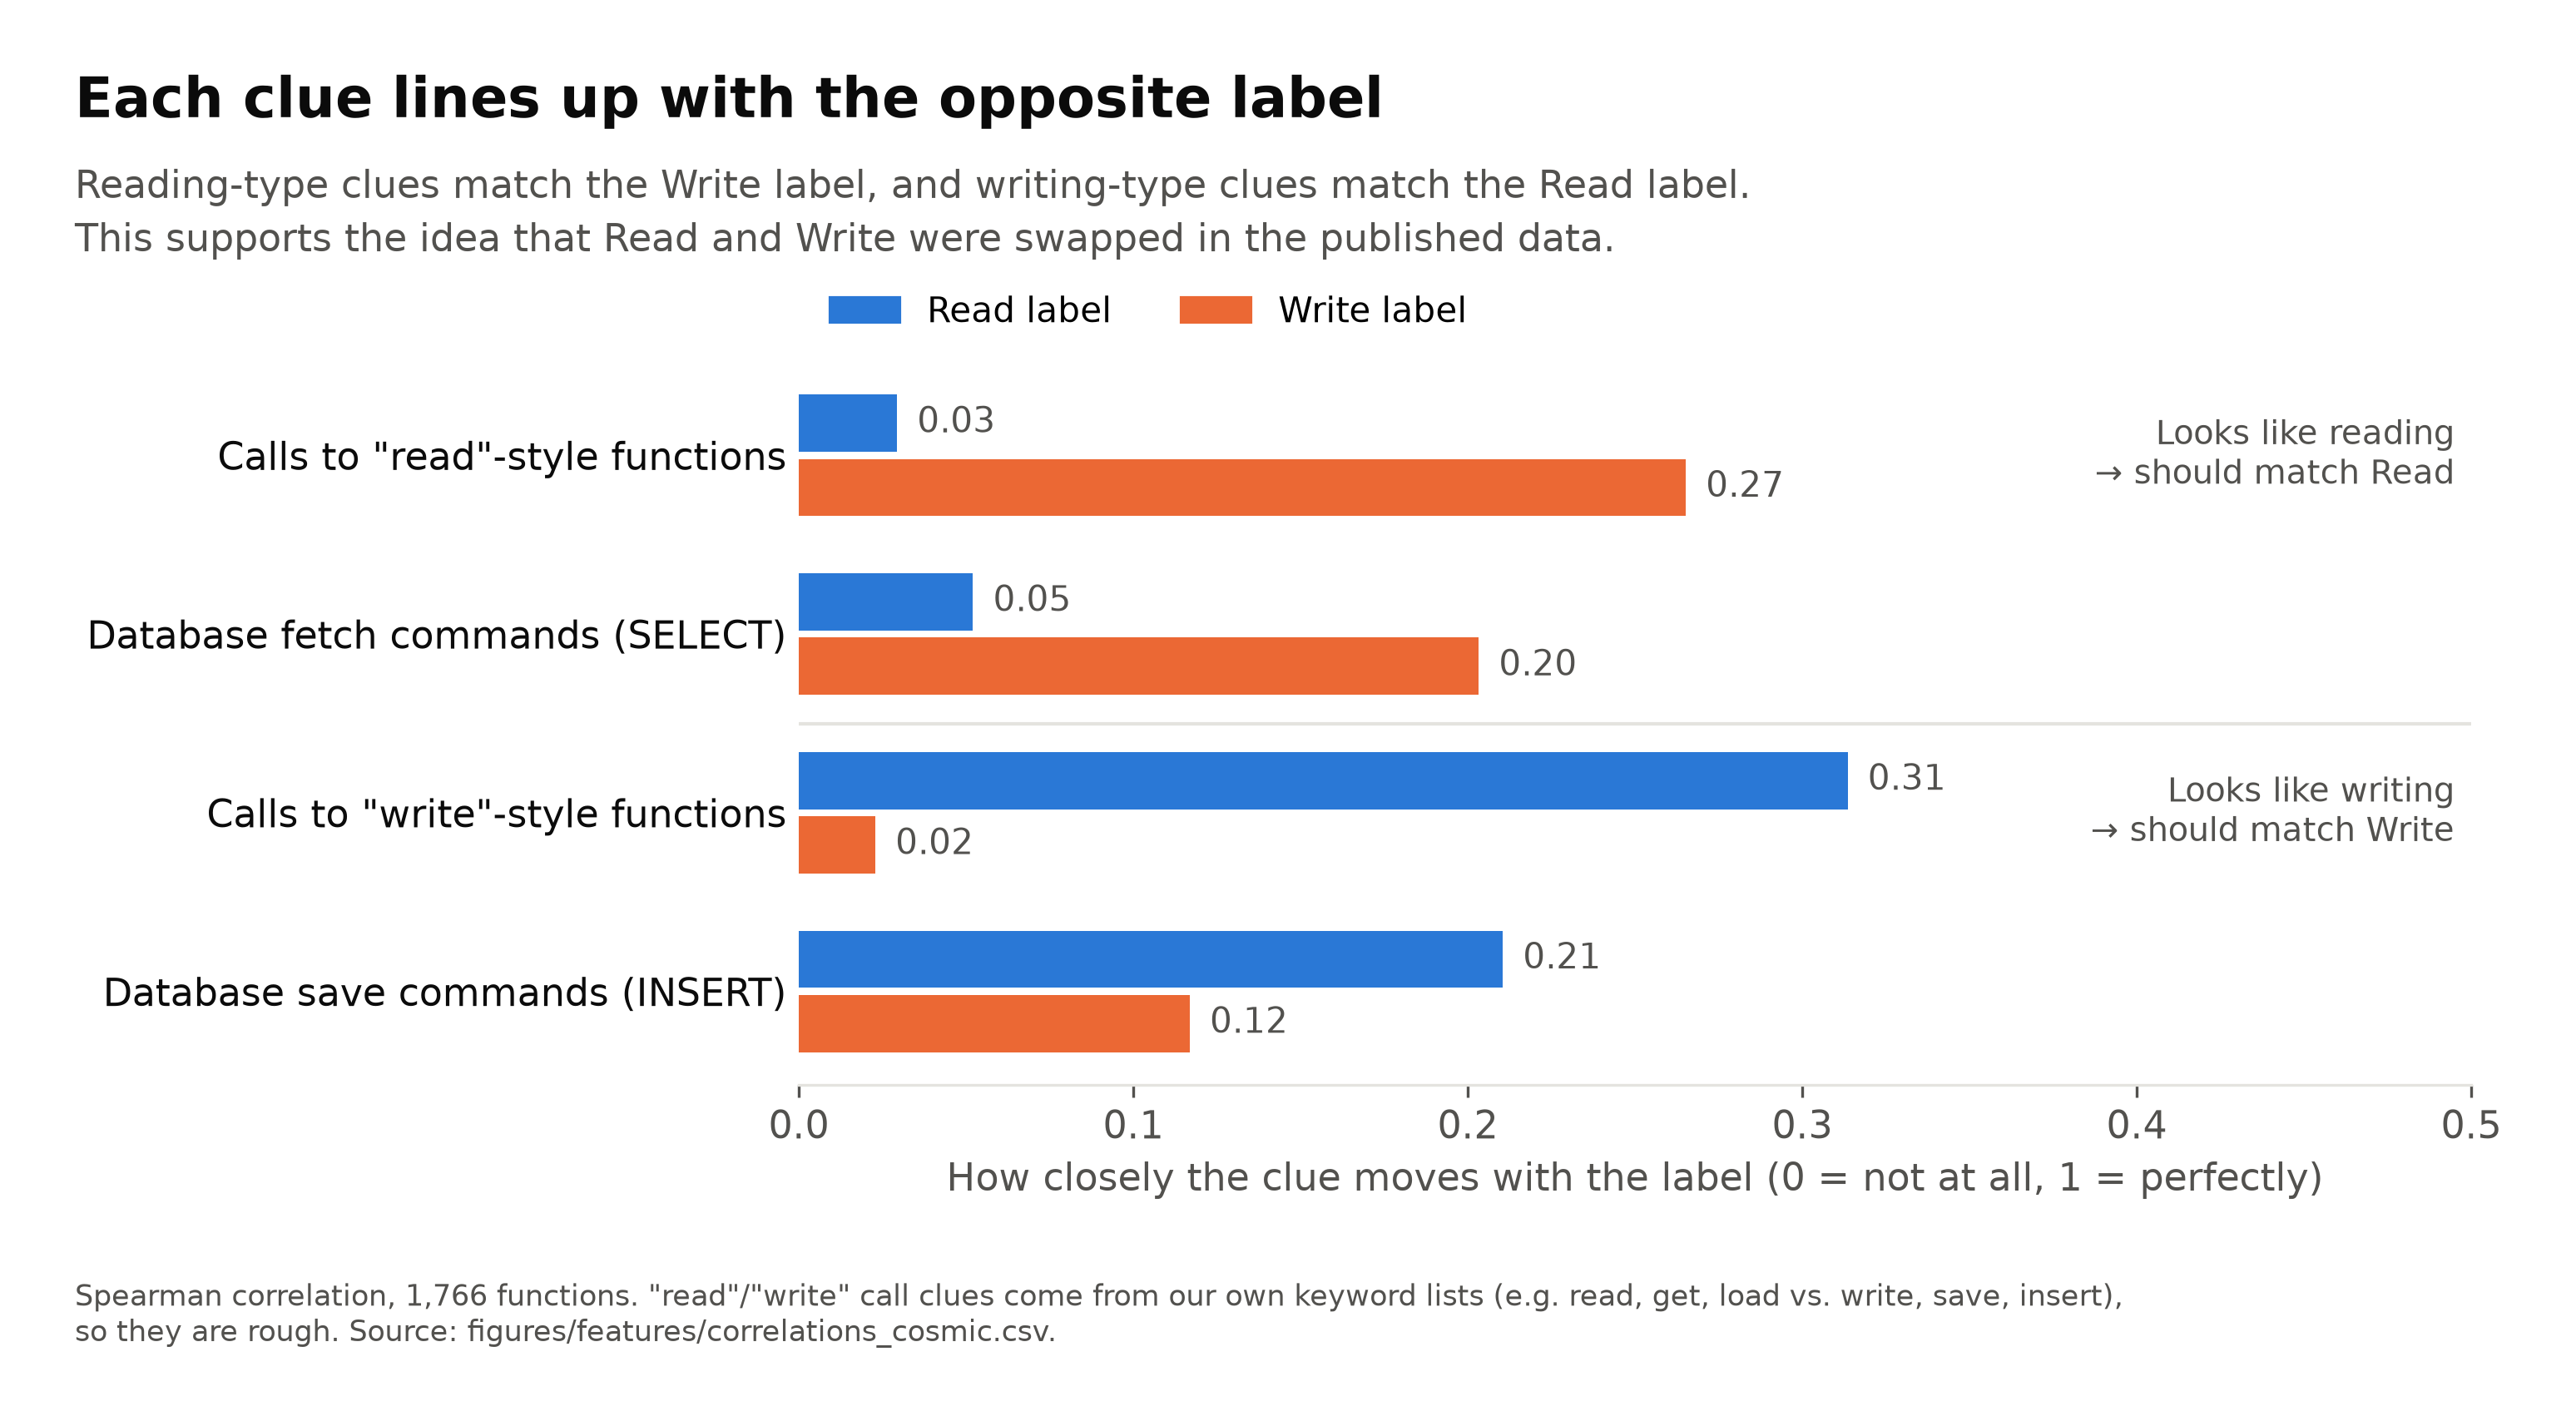 Each clue lines up with the opposite label
Reading-type clues match the Write label, and writing-type clues match the Read label.
This supports the idea that Read and Write were swapped in the published data.
Read label
Write label
Calls to "read"-style functions
0.03
0.27
Looks like reading
→ should match Read
Database fetch commands (SELECT)
0.05
0.20
Calls to "write"-style functions
0.31
0.02
Looks like writing
→ should match Write
Database save commands (INSERT)
0.21
0.12
0.0 0.1 0.2 0.3 0.4 0.5
How closely the clue moves with the label (0 = not at all, 1 = perfectly)
Spearman correlation, 1,766 functions. "read"/"write" call clues come from our own keyword lists (e.g. read, get, load vs. write, save, insert),
so they are rough. Source: figures/features/correlations_cosmic.csv.